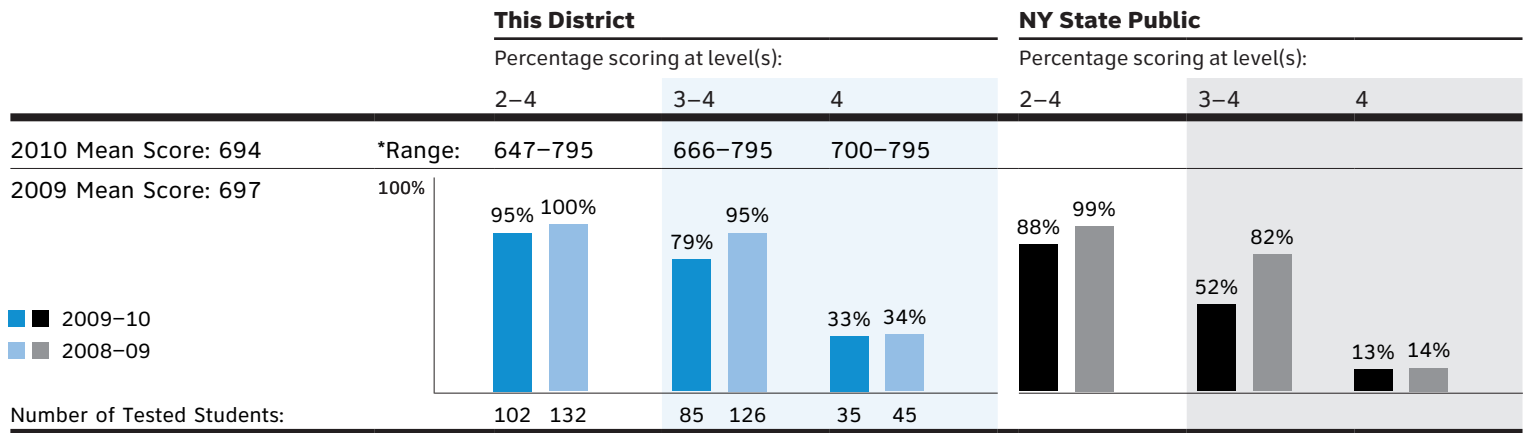 This District NY State Public
Percentage scoring at level(s): Percentage scoring at level(s):
2–4 3–4 4 2–4 3–4 4
2010 Mean Score: 694 *Range: 647–795 666–795 700–795
2009 Mean Score: 697 100%
95% 100% 79% 95% 33% 34% 88% 99% 52% 82% 13% 14%
2009–10
2008–09
Number of Tested Students: 102 132 85 126 35 45